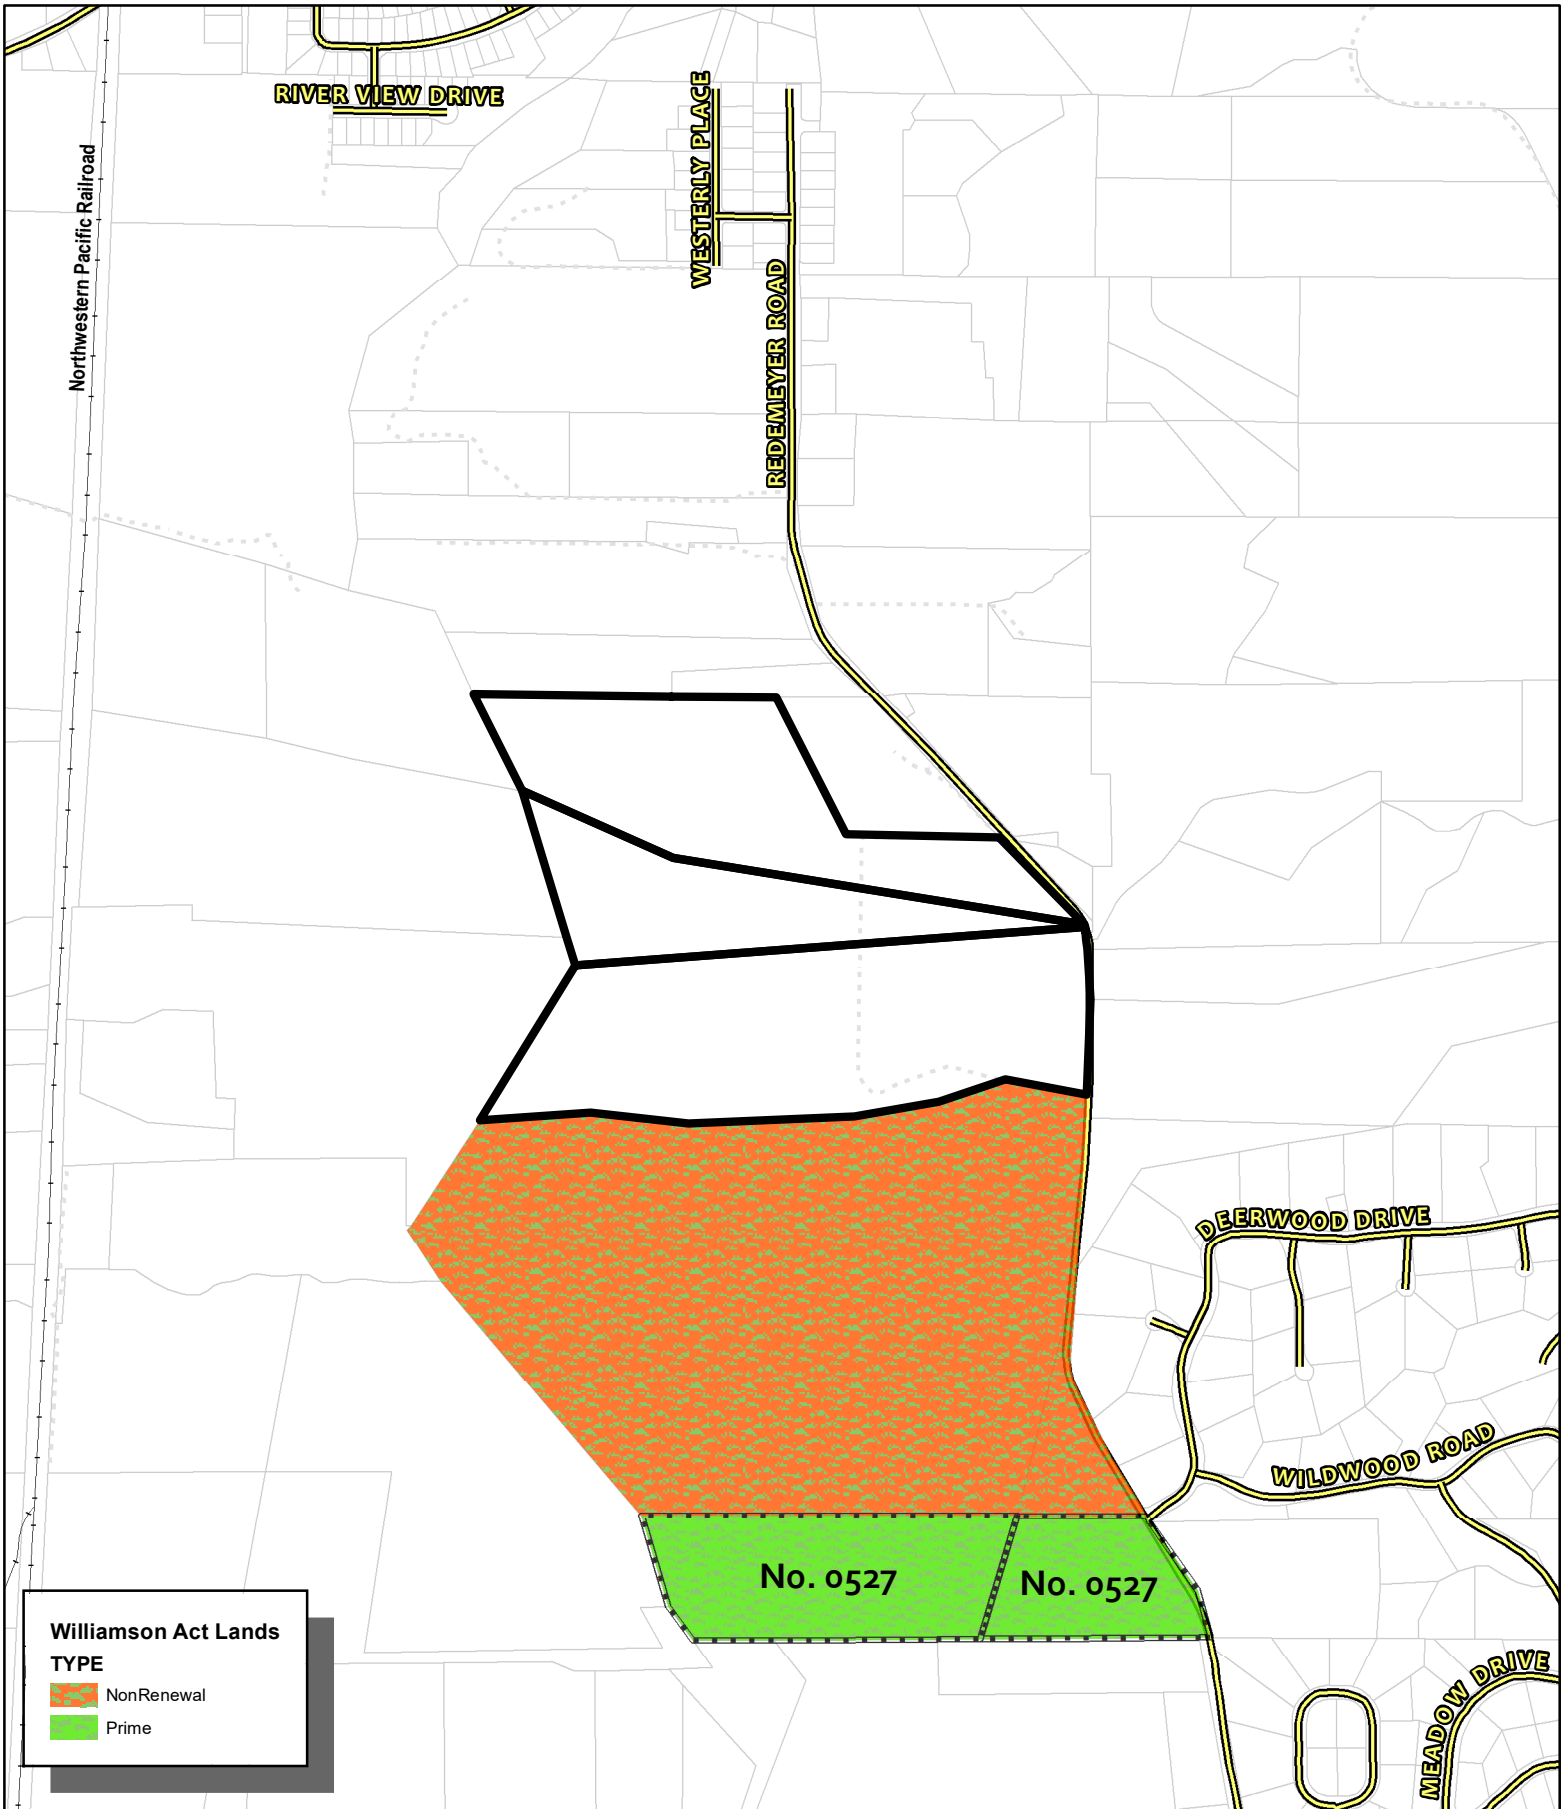 RIVER VIEW DRIVE
WESTERLY PLACE
Northwestern Pacific Railroad
REDEMEYER ROAD
DEERWOOD DRIVE
WILDWOOD ROAD
No. 0527
No. 0527
MEADOW DRIVE
Williamson Act Lands
TYPE
NonRenewal
Prime